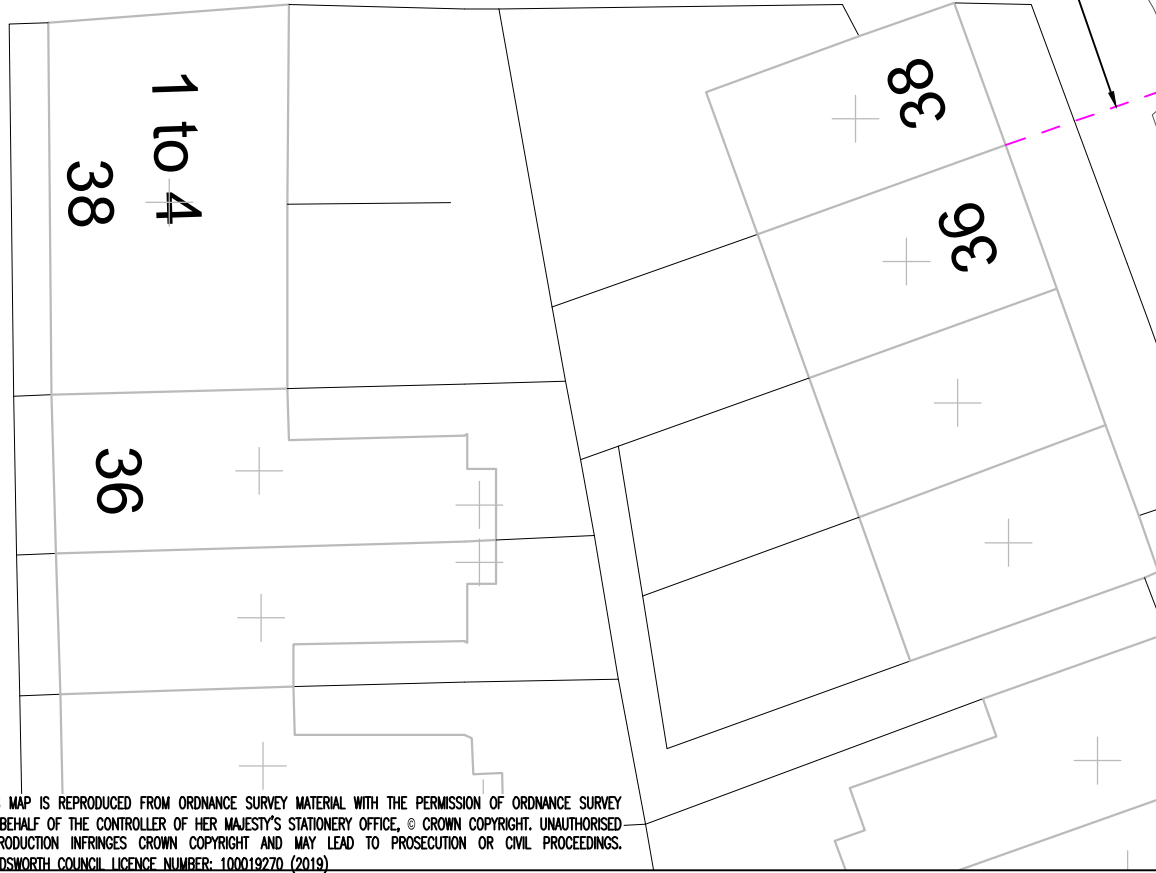 1 to 4
38
36
38
36
MAP IS REPRODUCED FROM ORDNANCE SURVEY MATERIAL WITH THE PERMISSION OF ORDNANCE SURVEY
BEHALF OF THE CONTROLLER OF HER MAJESTY'S STATIONERY OFFICE, © CROWN COPYRIGHT. UNAUTHORISED
RODUCTION INFRINGES CROWN COPYRIGHT AND MAY LEAD TO PROSECUTION OR CIVIL PROCEEDINGS.
DSWORTH COUNCIL LICENCE NUMBER: 100019270 (2019)